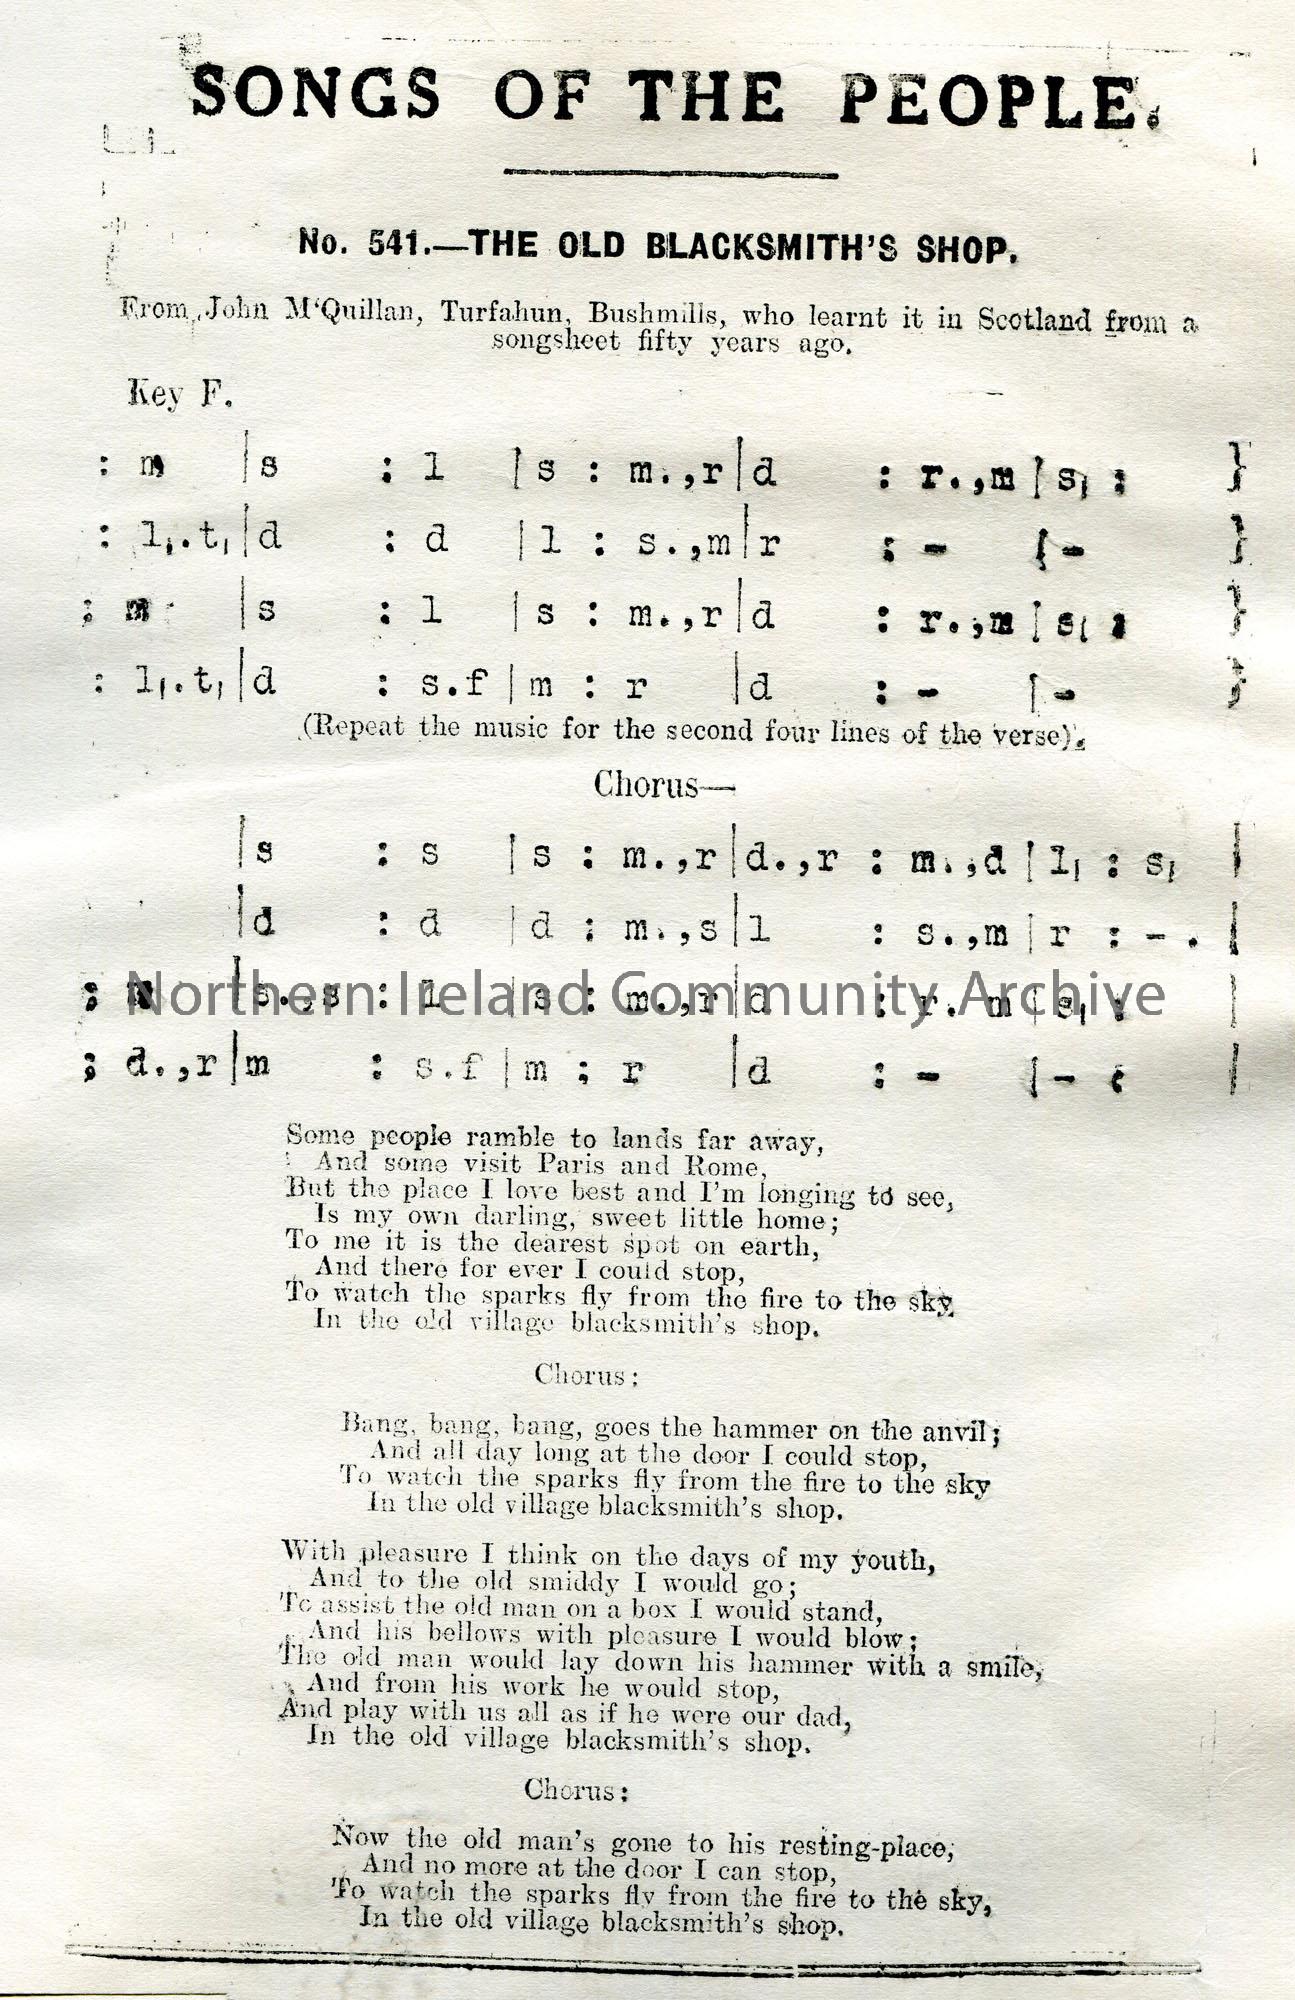 SONGS OF THE PEOPLE.
No. 541.—THE OLD BLACKSMITH'S SHOP.
From John M‘Quillan, Turfahun, Bushmills, who learnt it in Scotland from a
songsheet fifty years ago.
Key F.
: m |s : l |s : m.,r|d : r.,m|s, : }
: l,.t,|d : d |l : s.,m|r : - |- }
: m |s : l |s : m.,r|d : r.,m|s, : }
: l,.t,|d : s.f|m : r |d : - |- }
(Repeat the music for the second four lines of the verse).
Chorus—
|s : s |s : m.,r|d.,r : m.,d|l, : s, |
|d : d |d : m.,s|l : s.,m|r : -. |
: m |s.,s : l |s : m.,r|d : r. m|s, : |
: d.,r|m : s.f|m : r |d : - |- : |
Northern Ireland Community Archive
Some people ramble to lands far away,
And some visit Paris and Rome,
But the place I love best and I'm longing to see,
Is my own darling, sweet little home;
To me it is the dearest spot on earth,
And there for ever I could stop,
To watch the sparks fly from the fire to the sky
In the old village blacksmith's shop.
Chorus:
Bang, bang, bang, goes the hammer on the anvil;
And all day long at the door I could stop,
To watch the sparks fly from the fire to the sky
In the old village blacksmith's shop.
With pleasure I think on the days of my youth,
And to the old smiddy I would go;
To assist the old man on a box I would stand,
And his bellows with pleasure I would blow;
The old man would lay down his hammer with a smile,
And from his work he would stop,
And play with us all as if he were our dad,
In the old village blacksmith's shop.
Chorus:
Now the old man's gone to his resting-place,
And no more at the door I can stop,
To watch the sparks fly from the fire to the sky,
In the old village blacksmith's shop.